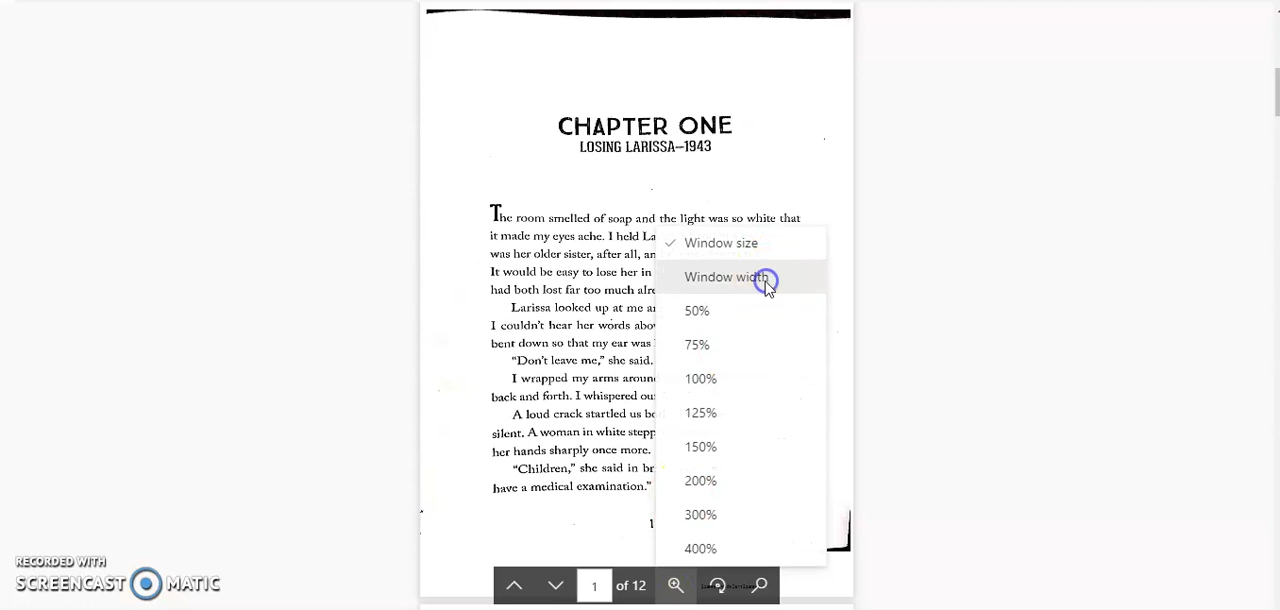 CHAPTER ONE
LOSING LARISSA—1943
The room smelled of soap and the light was so white that
it made my eyes ache. I held La
was her older sister, after all, an
It would be easy to lose her in
had both lost far too much alre
Larissa looked up at me a
I couldn't hear her words abov
bent down so that my ear was
"Don't leave me," she said.
I wrapped my arms aroun
back and forth. I whispered ou
A loud crack startled us bo
silent. A woman in white stepp
her hands sharply once more.
"Children," she said in br
have a medical examination."
1
Window size
Window width
50%
75%
100%
125%
150%
200%
300%
400%
1 of 12
RECORDED WITH
SCREENCAST MATIC